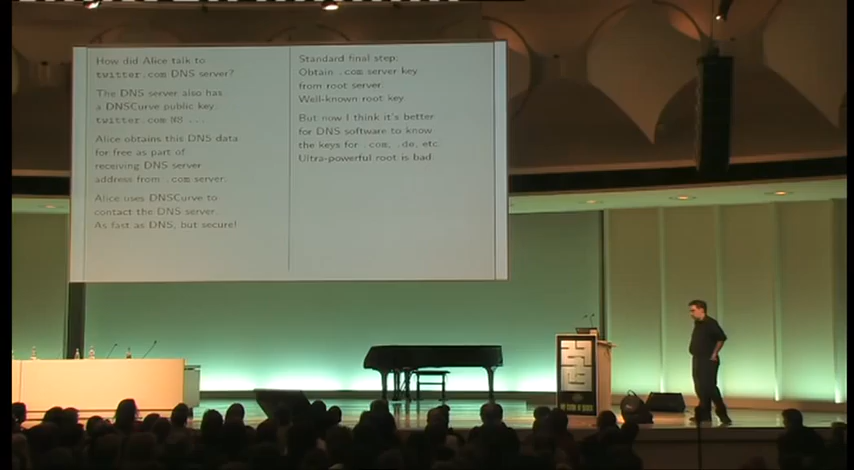 How did Alice talk to
twitter.com DNS server?
The DNS server also has
a DNSCurve public key:
twitter.com NS ...
Alice obtains this DNS data
for free as part of
receiving DNS server
address from .com server.
Alice uses DNSCurve to
contact the DNS server.
As fast as DNS, but secure!
Standard final step:
Obtain .com server key
from root server.
Well-known root key.
But now I think it's better
for DNS software to know
the keys for .com, .de, etc.
Ultra-powerful root is bad.